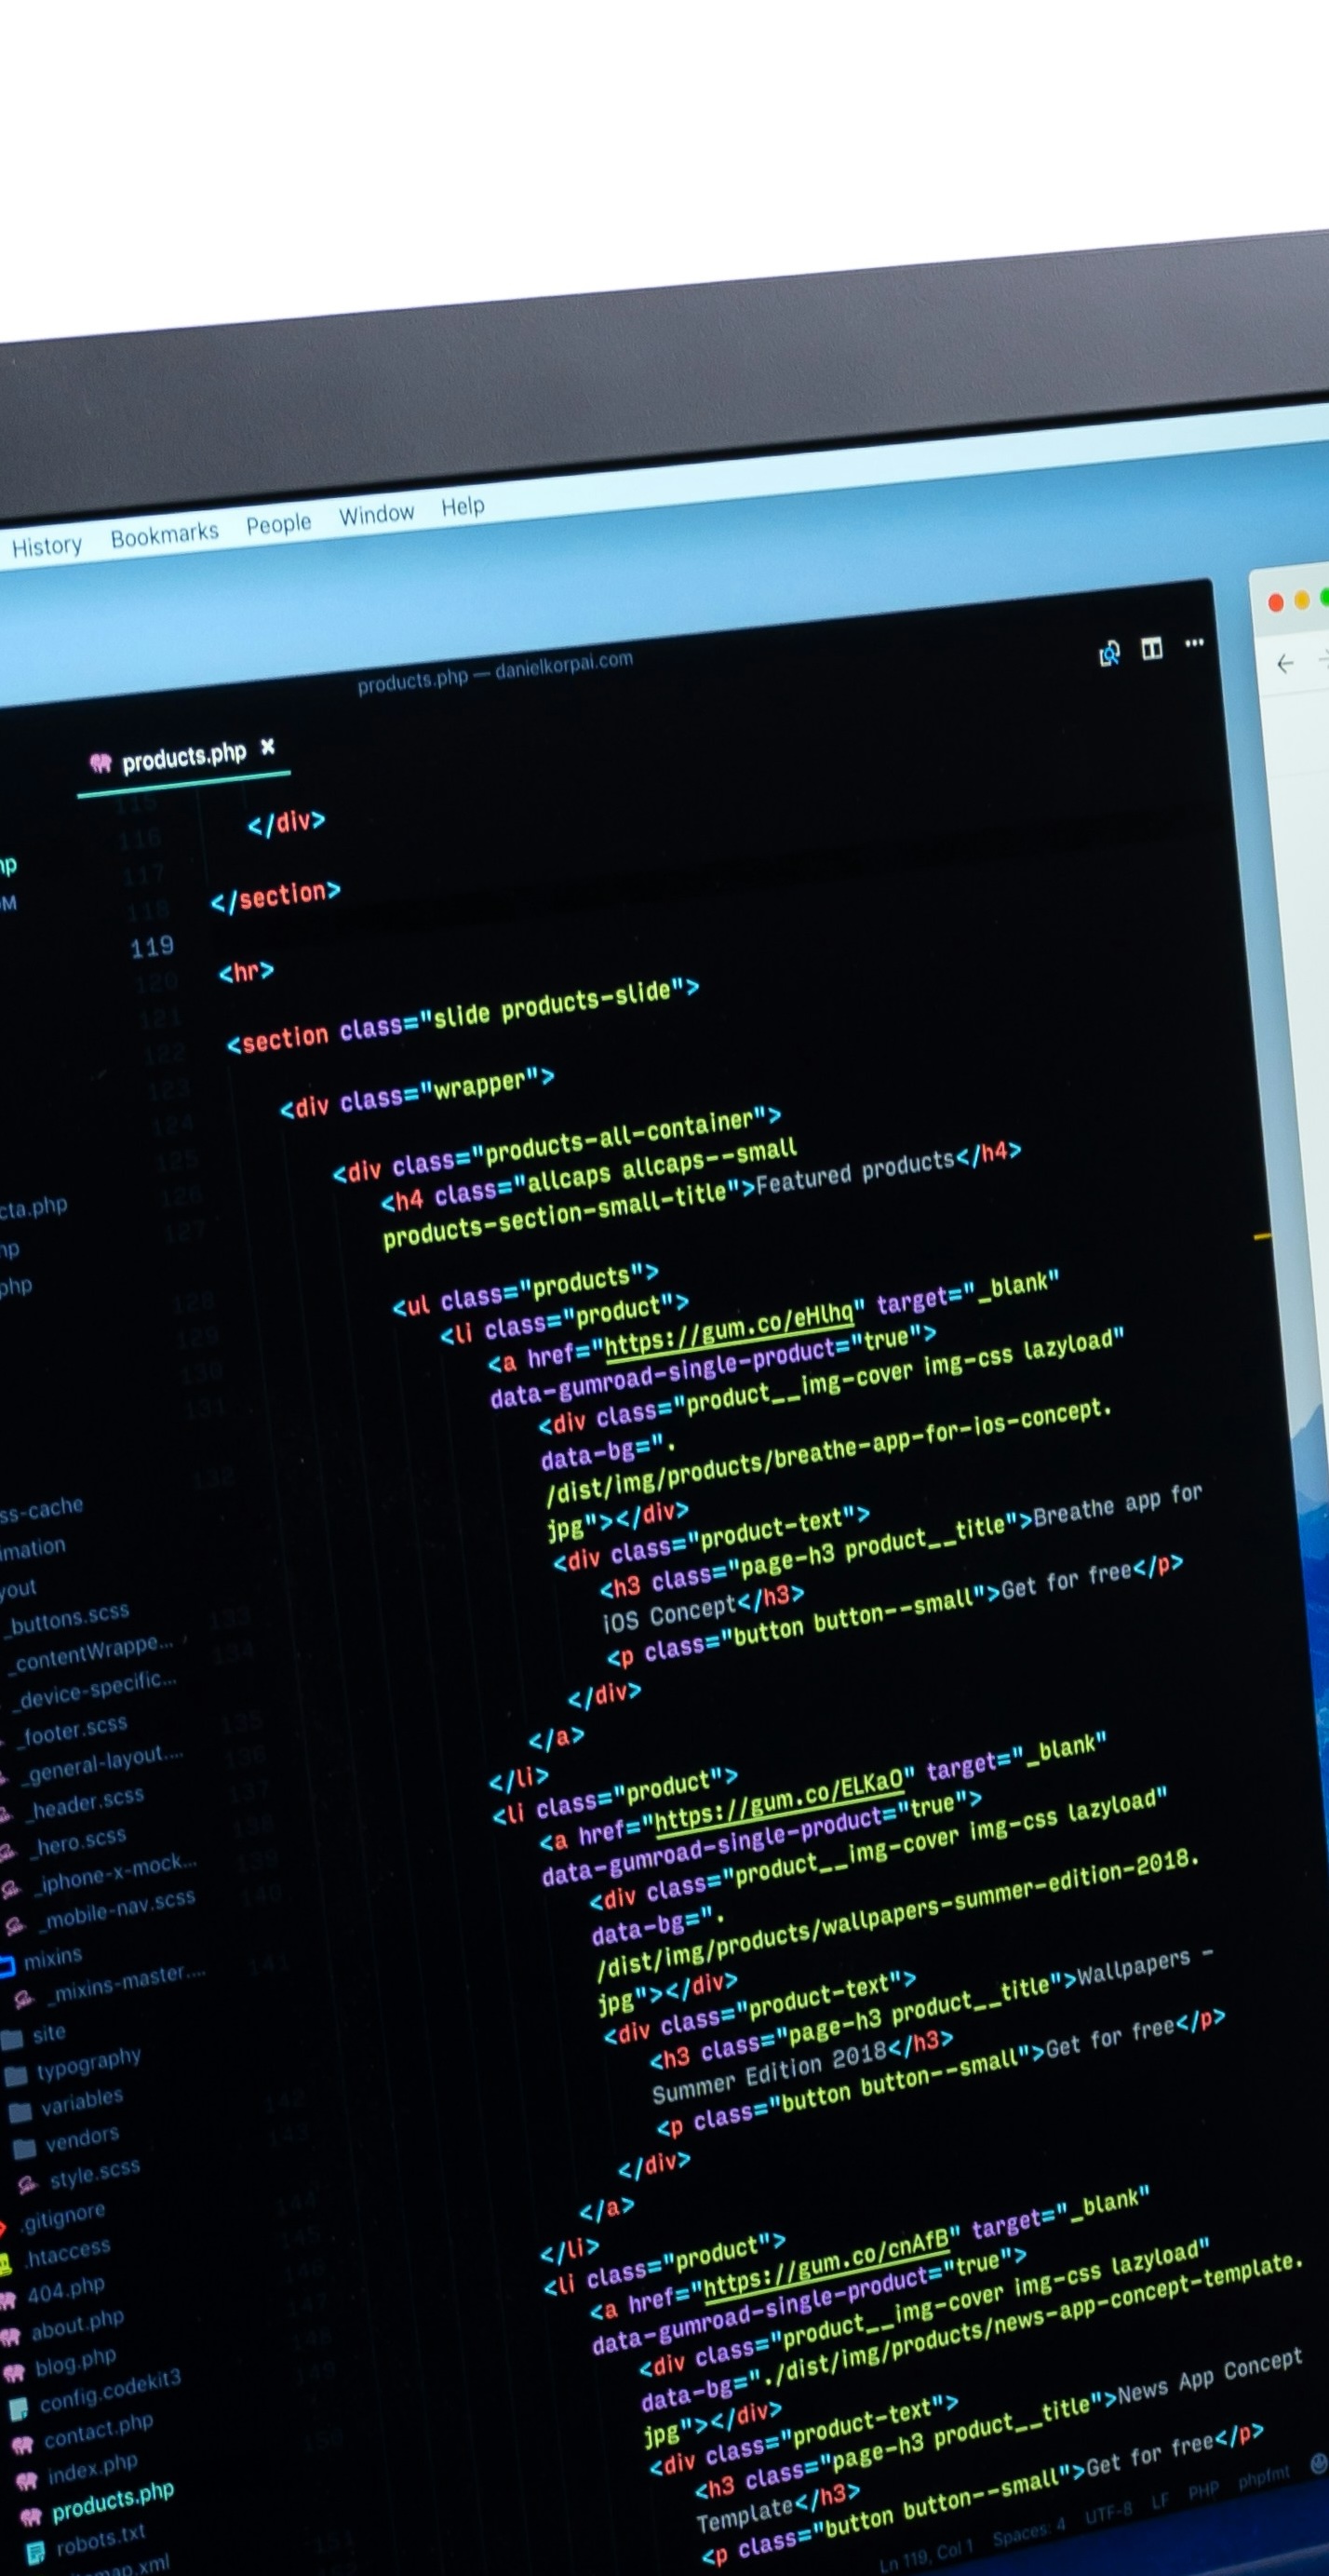 History Bookmarks People Window Help
products.php — danielkorpai.com
products.php ×
115
116 </div>
117
118 </section>
119
120 <hr>
121
122 <section class="slide products-slide">
123
124 <div class="wrapper">
125
126 <div class="products-all-container">
127 <h4 class="allcaps allcaps--small
products-section-small-title">Featured products</h4>
128
129 <ul class="products">
130 <li class="product">
131 <a href="https://gum.co/eHlhq" target="_blank"
data-gumroad-single-product="true">
132 <div class="product__img-cover img-css lazyload"
data-bg=".
/dist/img/products/breathe-app-for-ios-concept.
jpg"></div>
133 <div class="product-text">
134 <h3 class="page-h3 product__title">Breathe app for
iOS Concept</h3>
135 <p class="button button--small">Get for free</p>
136 </div>
137 </a>
138 </li>
139 <li class="product">
140 <a href="https://gum.co/ELKaO" target="_blank"
data-gumroad-single-product="true">
141 <div class="product__img-cover img-css lazyload"
data-bg=".
/dist/img/products/wallpapers-summer-edition-2018.
jpg"></div>
142 <div class="product-text">
143 <h3 class="page-h3 product__title">Wallpapers -
Summer Edition 2018</h3>
144 <p class="button button--small">Get for free</p>
145 </div>
146 </a>
147 </li>
148 <li class="product">
149 <a href="https://gum.co/cnAfB" target="_blank"
data-gumroad-single-product="true">
150 <div class="product__img-cover img-css lazyload"
data-bg="./dist/img/products/news-app-concept-template.
jpg"></div>
151 <div class="product-text">
<h3 class="page-h3 product__title">News App Concept
Template</h3>
<p class="button button--small">Get for free</p>
cta.php
php
ss-cache
_buttons.scss
_contentWrappe...
_device-specific...
_footer.scss
_general-layout....
_header.scss
_hero.scss
_iphone-x-mock...
_mobile-nav.scss
mixins
_mixins-master....
site
typography
variables
vendors
style.scss
.gitignore
.htaccess
404.php
about.php
blog.php
config.codekit3
contact.php
index.php
products.php
robots.txt
Ln 119, Col 1 Spaces: 4 UTF-8 LF PHP phpfmt